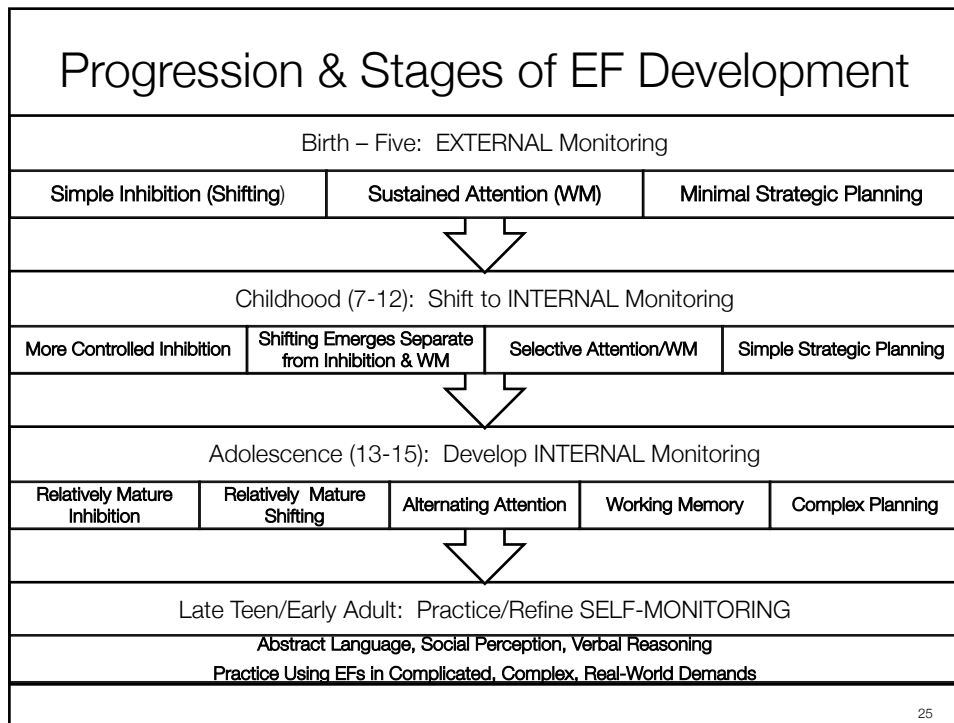 Progression & Stages of EF Development
Birth – Five: EXTERNAL Monitoring
Simple Inhibition (Shifting)
Sustained Attention (WM)
Minimal Strategic Planning
Childhood (7-12): Shift to INTERNAL Monitoring
More Controlled Inhibition
Shifting Emerges Separate
from Inhibition & WM
Selective Attention/WM
Simple Strategic Planning
Adolescence (13-15): Develop INTERNAL Monitoring
Relatively Mature
Inhibition
Relatively Mature
Shifting
Alternating Attention
Working Memory
Complex Planning
Late Teen/Early Adult: Practice/Refine SELF-MONITORING
Abstract Language, Social Perception, Verbal Reasoning
Practice Using EFs in Complicated, Complex, Real-World Demands
25